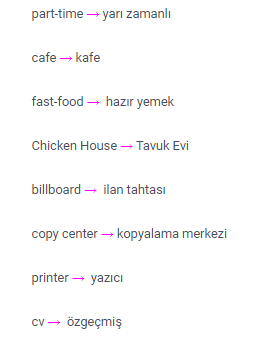 part-time → yarı zamanlı
cafe → kafe
fast-food → hazır yemek
Chicken House → Tavuk Evi
billboard → ilan tahtası
copy center → kopyalama merkezi
printer → yazıcı
cv → özgeçmiş